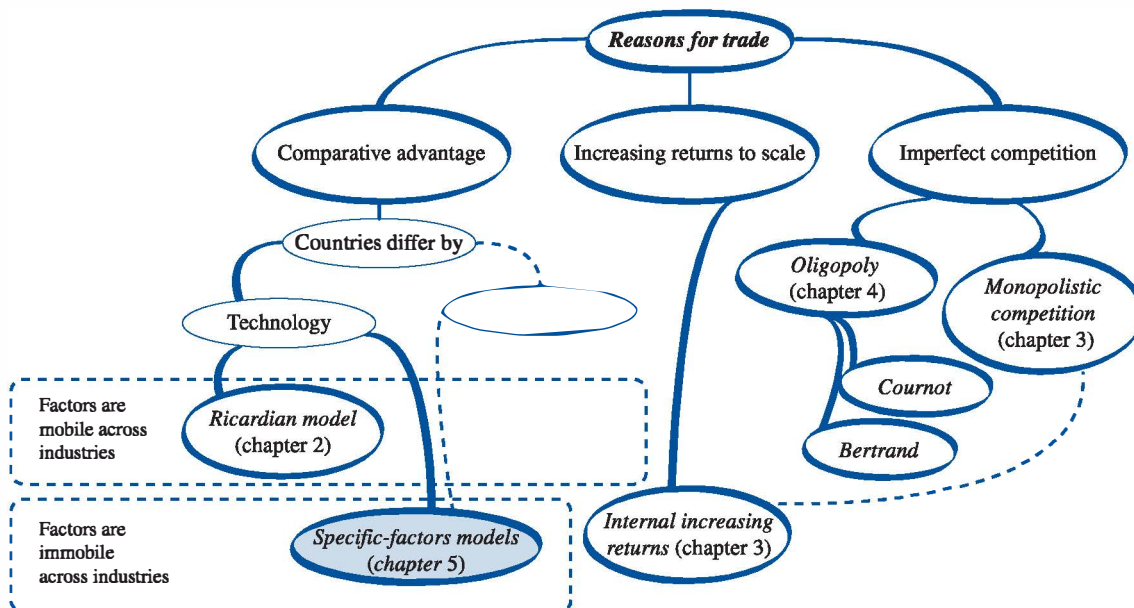 Reasons for trade
Comparative advantage
Increasing returns to scale
Imperfect competition
Countries differ by
Oligopoly
(chapter 4)
Monopolistic
competition
(chapter 3)
Technology
Cournot
Factors are
mobile across
industries
Ricardian model
(chapter 2)
Bertrand
Factors are
immobile
across industries
Specific-factors models
(chapter 5)
Internal increasing
returns (chapter 3)